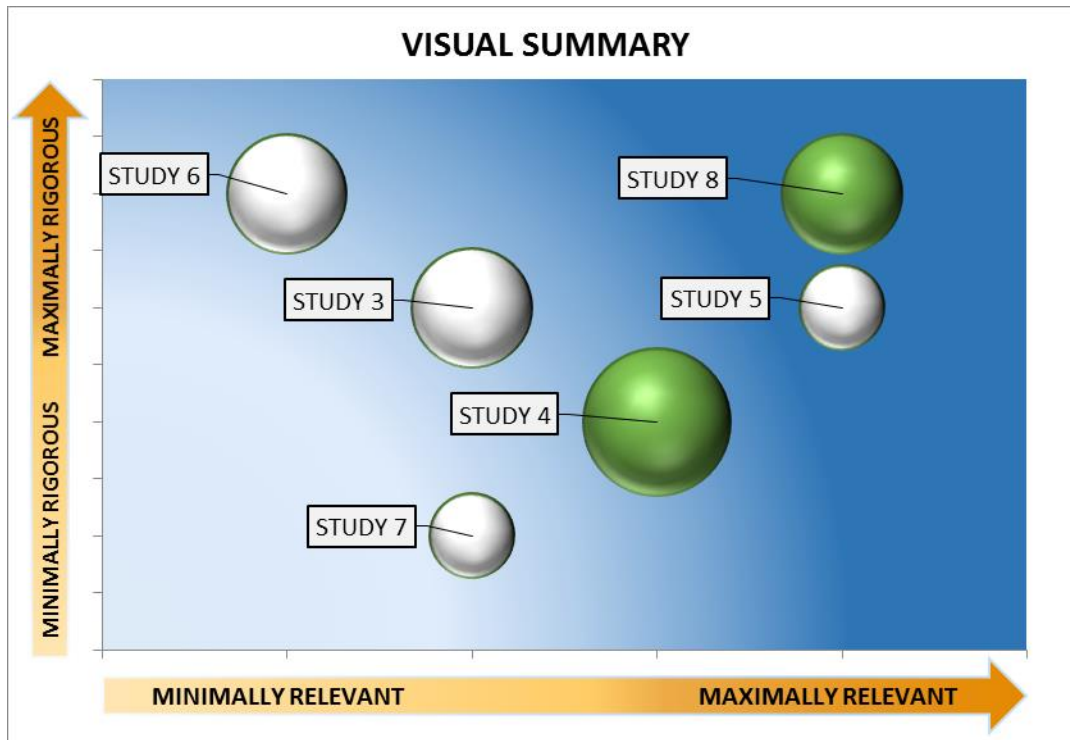 VISUAL SUMMARY
MAXIMALLY RIGOROUS
MINIMALLY RIGOROUS
STUDY 6
STUDY 8
STUDY 3
STUDY 5
STUDY 4
STUDY 7
MINIMALLY RELEVANT
MAXIMALLY RELEVANT